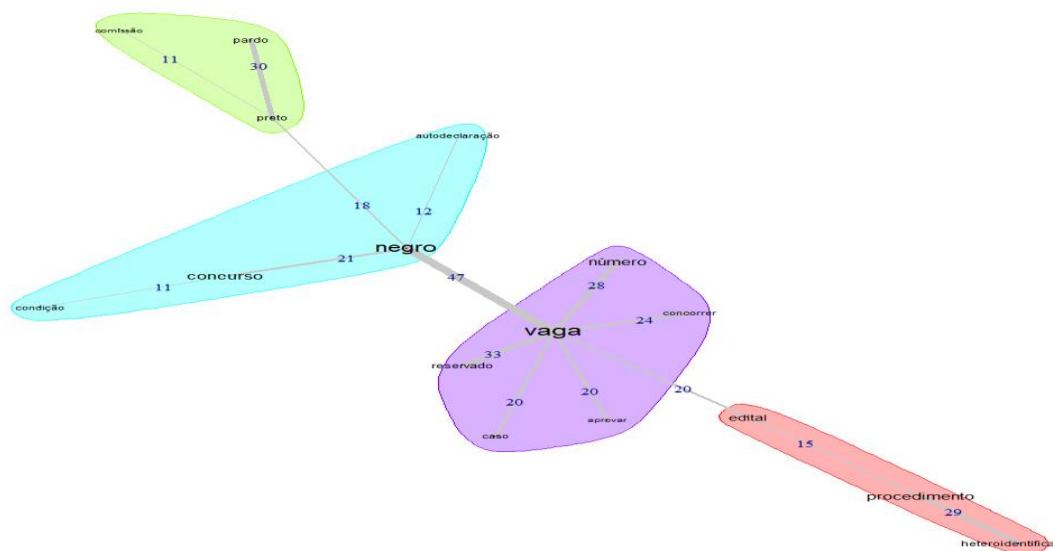 comissão
pardo
11
30
preto
autodeclaração
18
12
negro
21
concurso
47
11
condição
número
28
24
concorrer
vaga
33
reservado
20
20
20
caso
aprovar
edital
15
procedimento
29
heteroidentifica